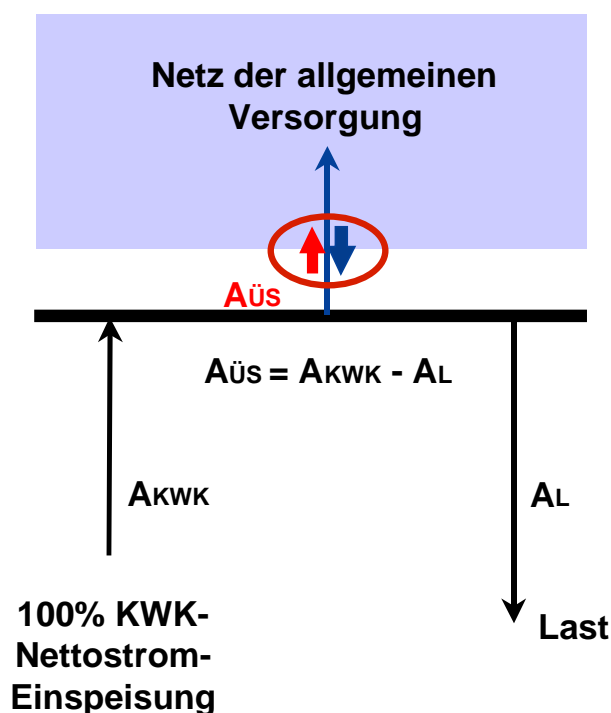 Netz der allgemeinen
Versorgung
AÜS
AÜS = AKWK - AL
AKWK
AL
100% KWK-
Nettostrom-
Einspeisung
Last